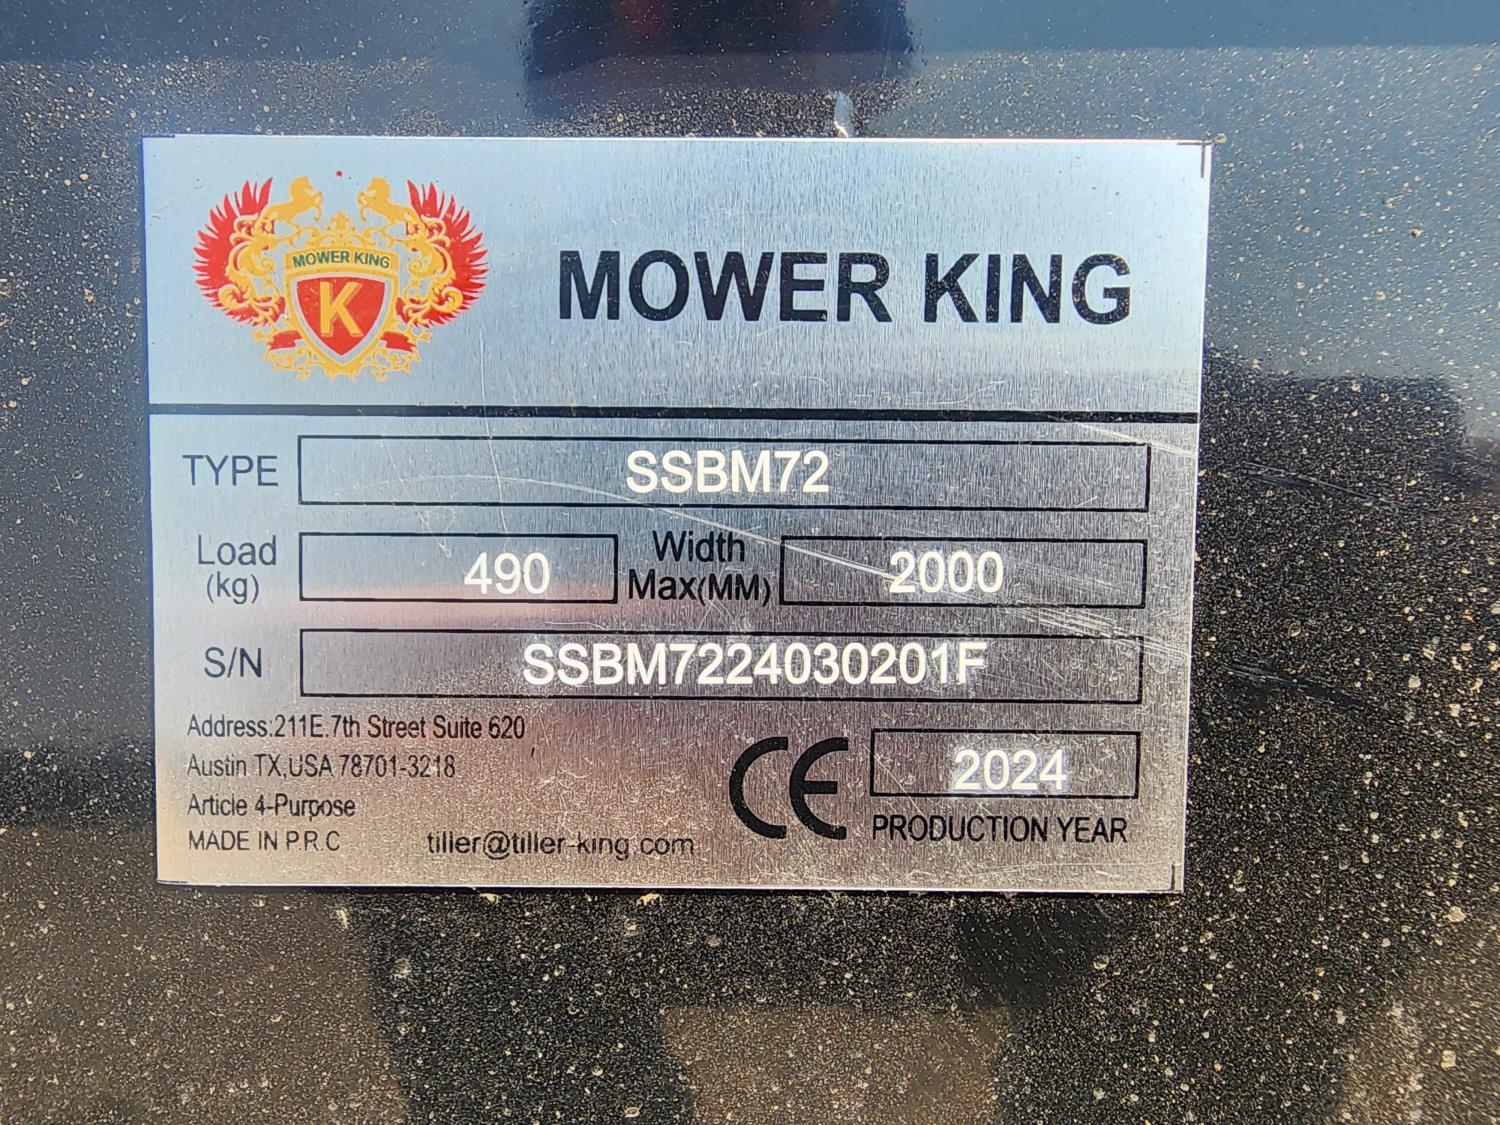 MOWER KING
K
MOWER KING
TYPE SSBM72
Load (kg) 490 Width Max(MM) 2000
S/N SSBM7224030201F
Address:211E.7th Street Suite 620
Austin TX,USA 78701-3218
Article 4-Purpose
MADE IN P.R.C
tiller@tiller-king.com
CE
2024
PRODUCTION YEAR